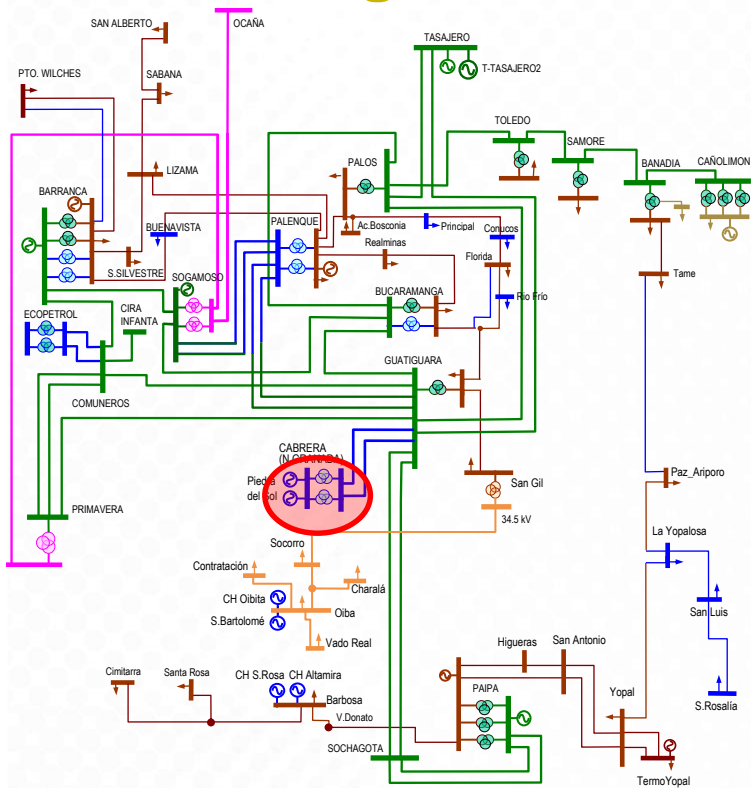 SAN ALBERTO
OCAÑA
TASAJERO
T-TASAJERO2
PTO. WILCHES
SABANA
TOLEDO
SAMORE
BANADIA
CAÑOLIMON
LIZAMA
PALOS
BARRANCA
BUENAVISTA
PALENQUE
Ac.Bosconia
Principal
Conucos
Realminas
Florida
S.SILVESTRE
SOGAMOSO
Tame
BUCARAMANGA
Rio Frío
ECOPETROL
CIRA
INFANTA
GUATIGUARA
COMUNEROS
CABRERA
(N.GRANADA)
Piedra
del Sol
San Gil
Paz_Ariporo
34.5 kV
PRIMAVERA
La Yopalosa
Socorro
Contratación
Charalá
CH Oibita
Oiba
S.Bartolomé
San Luis
Vado Real
Higueras
San Antonio
Cimitarra
Santa Rosa
CH S.Rosa
CH Altamira
PAIPA
Yopal
S.Rosalía
Barbosa
V.Donato
SOCHAGOTA
TermoYopal